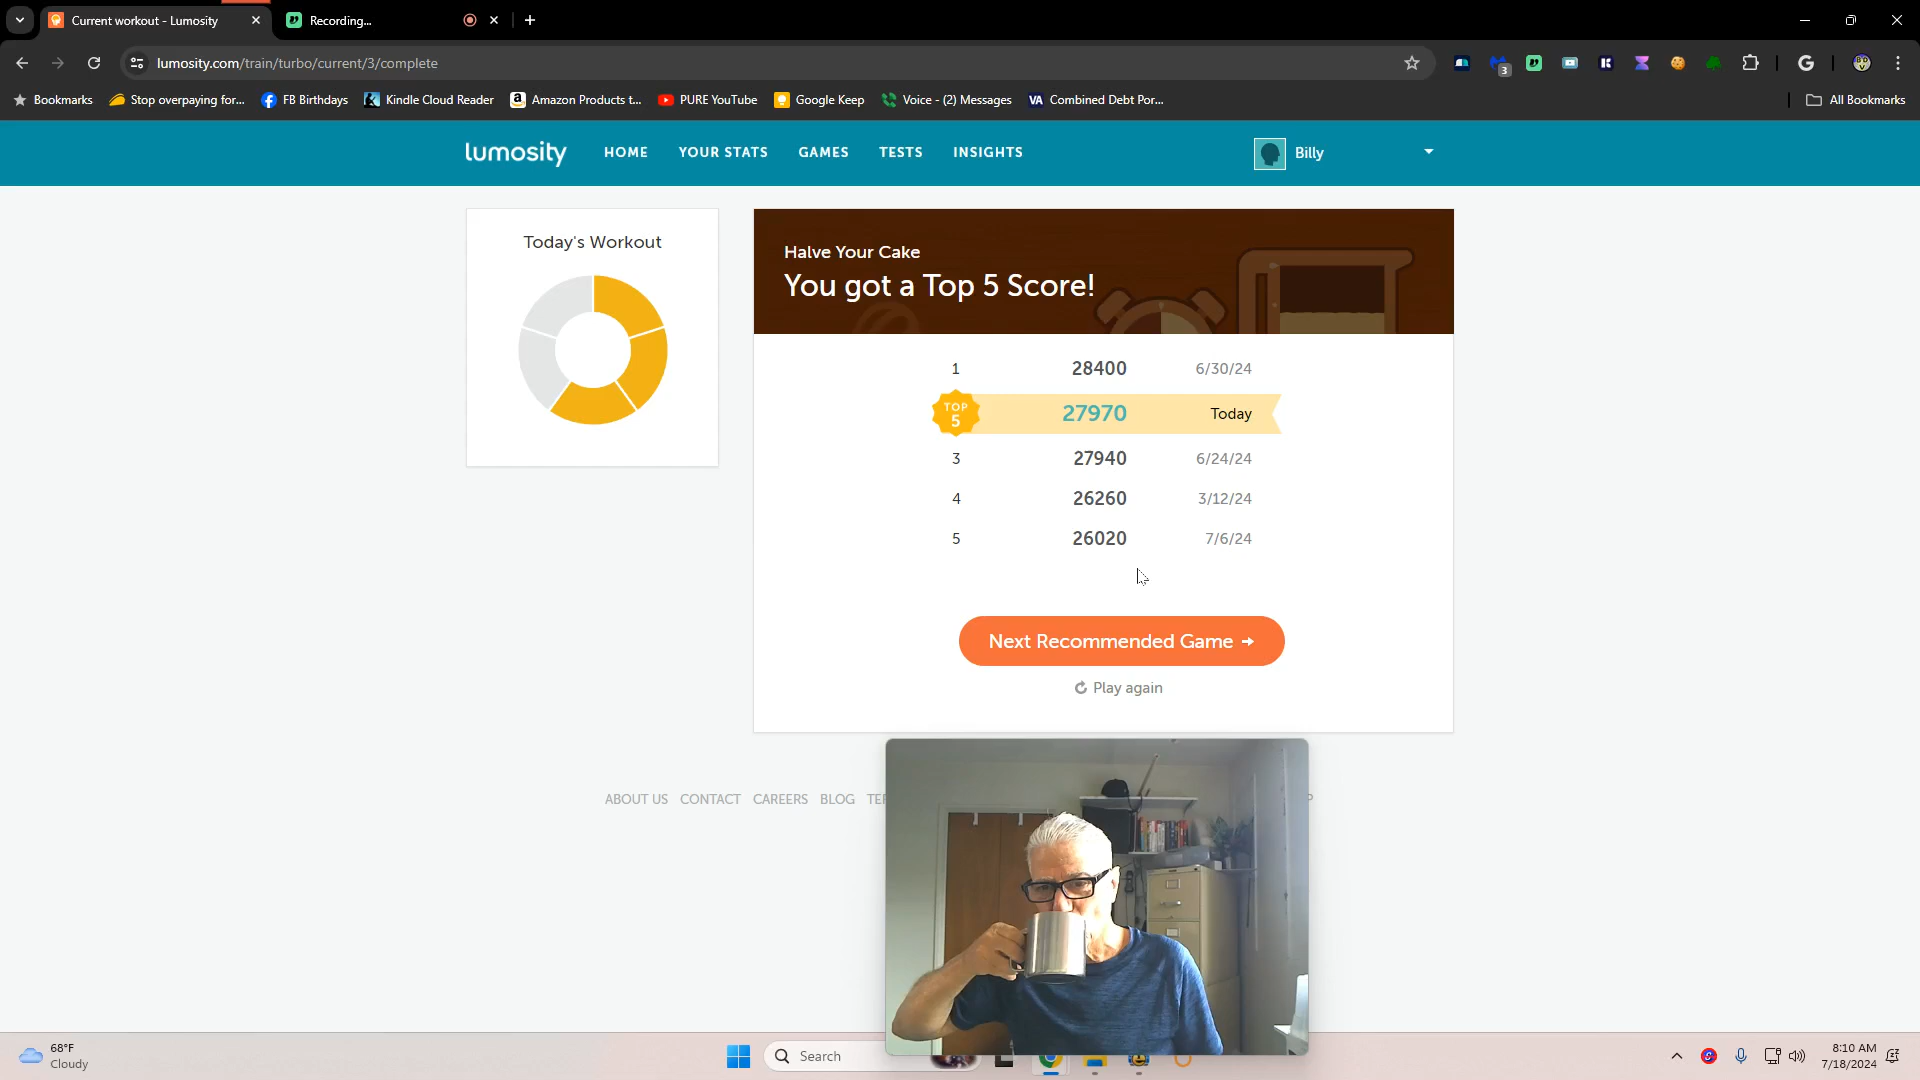 Current workout - Lumosity
Recording...
lumosity.com/train/turbo/current/3/complete
3
Bookmarks
Stop overpaying for...
FB Birthdays
Kindle Cloud Reader
Amazon Products t...
PURE YouTube
Google Keep
Voice - (2) Messages
VA Combined Debt Por...
All Bookmarks
lumosity
HOME
YOUR STATS
GAMES
TESTS
INSIGHTS
Billy
Today's Workout
Halve Your Cake
You got a Top 5 Score!
1 28400 6/30/24
TOP 5 27970 Today
3 27940 6/24/24
4 26260 3/12/24
5 26020 7/6/24
Next Recommended Game
Play again
ABOUT US CONTACT CAREERS BLOG
68°F
Cloudy
Search
8:10 AM
7/18/2024